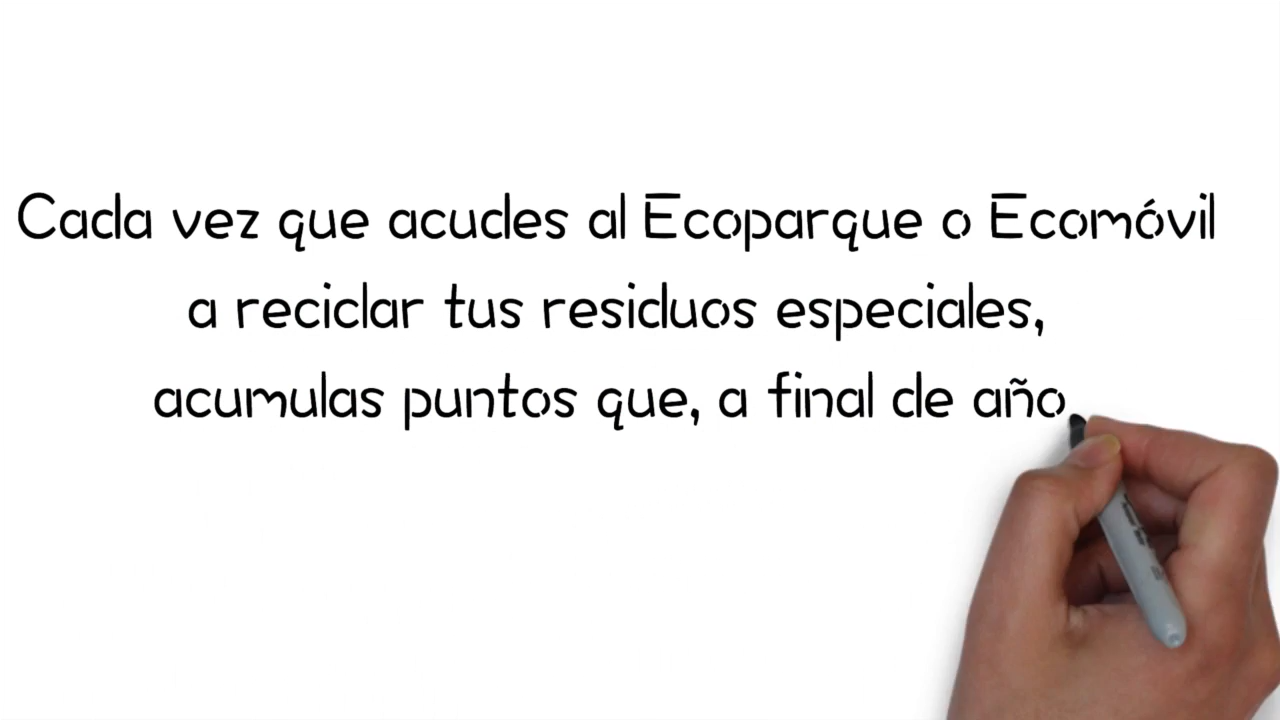 Cada vez que acudes al Ecoparque o Ecomóvil
a reciclar tus residuos especiales,
acumulas puntos que, a final de año